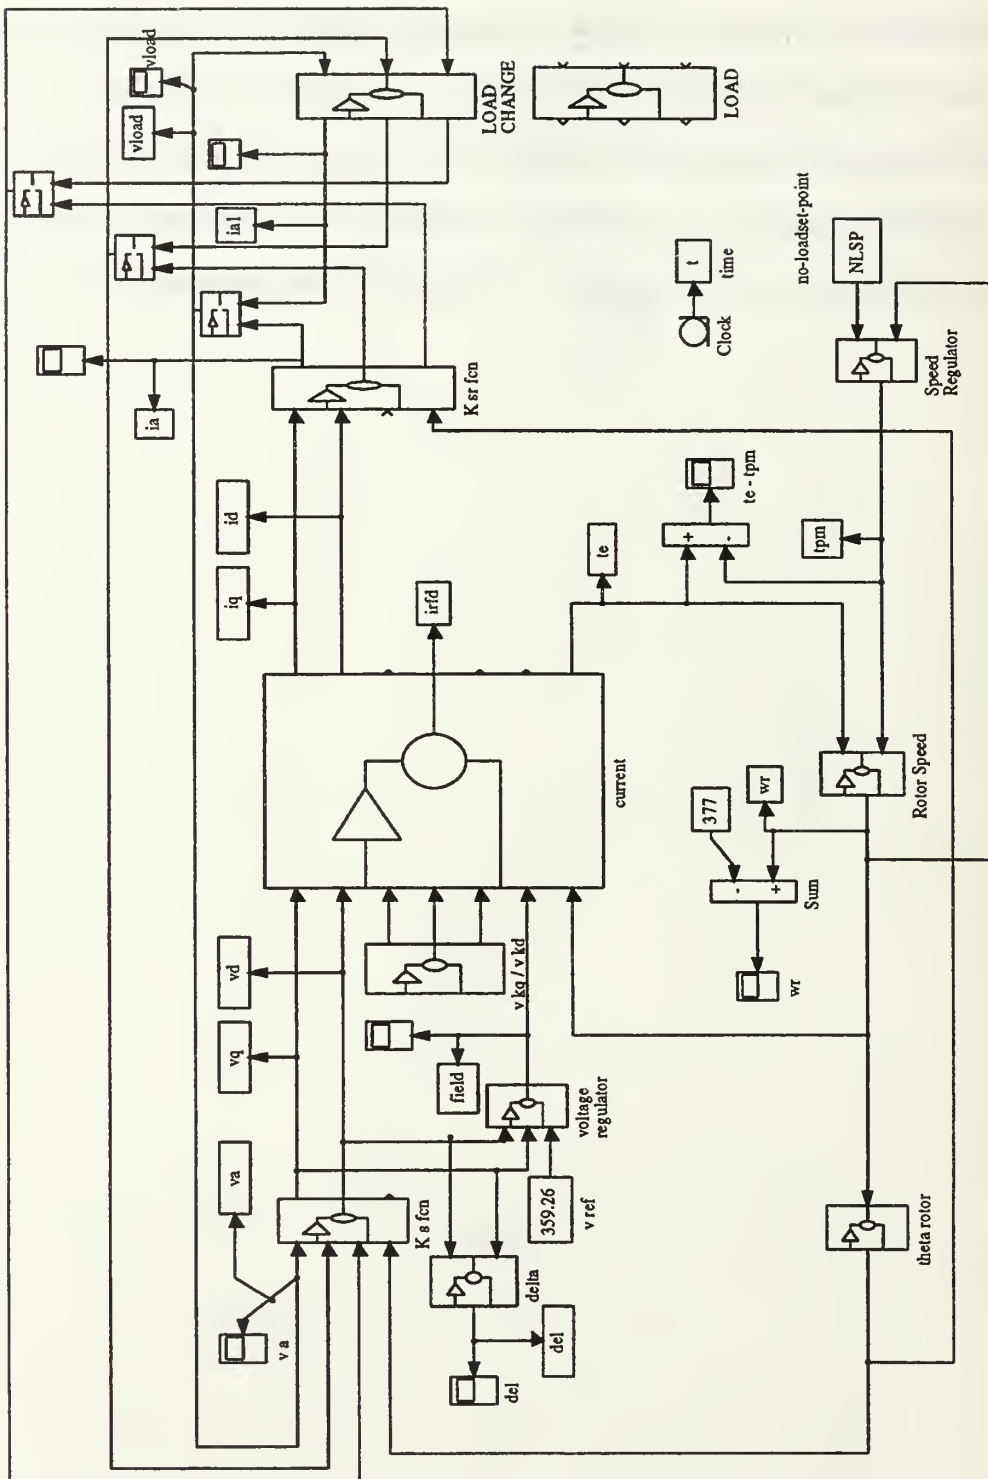 vload
vload
LOAD
CHANGE
LOAD
ia1
ia
K sr fcn
no-loadset-point
NLSP
t
time
Clock
Speed
Regulator
id
iq
te
te - tpm
+
-
tpm
irfd
current
377
wr
-
+
Sum
wr
Rotor Speed
vd
vq
v kq / v kd
field
voltage
regulator
va
v a
K s fcn
359.26
v ref
delta
del
del
theta rotor